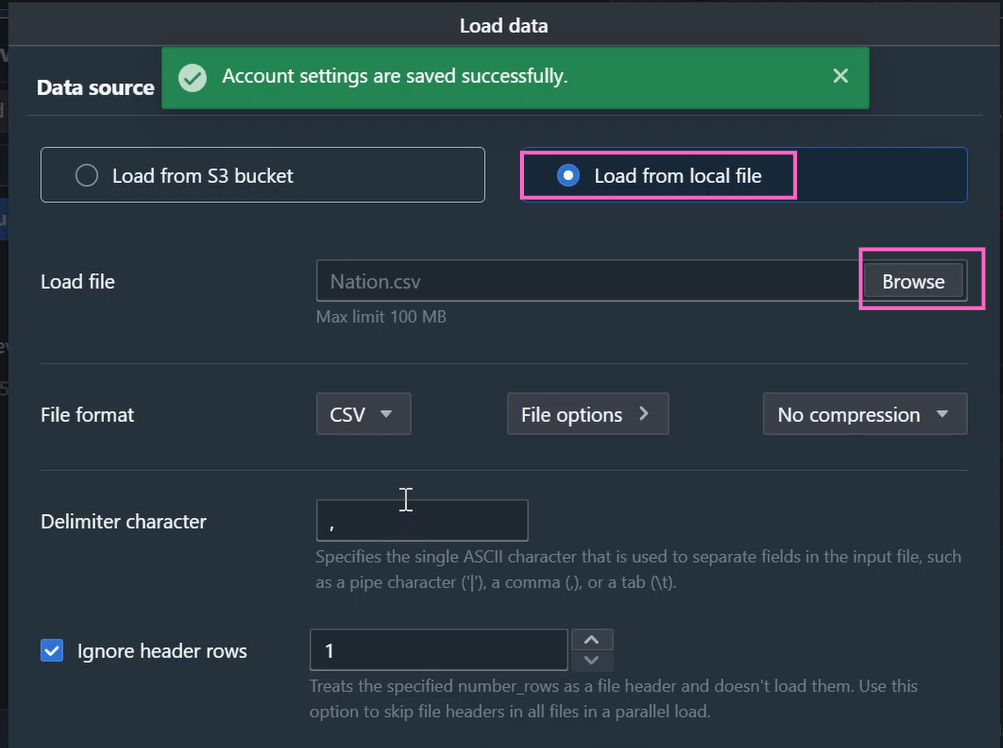 Load data
Account settings are saved successfully.
Data source
Load from S3 bucket
Load from local file
Load file
Nation.csv
Browse
Max limit 100 MB
File format
CSV
File options
No compression
Delimiter character
,
Specifies the single ASCII character that is used to separate fields in the input file, such
as a pipe character ('|'), a comma (,), or a tab (\t).
Ignore header rows
1
Treats the specified number_rows as a file header and doesn't load them. Use this
option to skip file headers in all files in a parallel load.